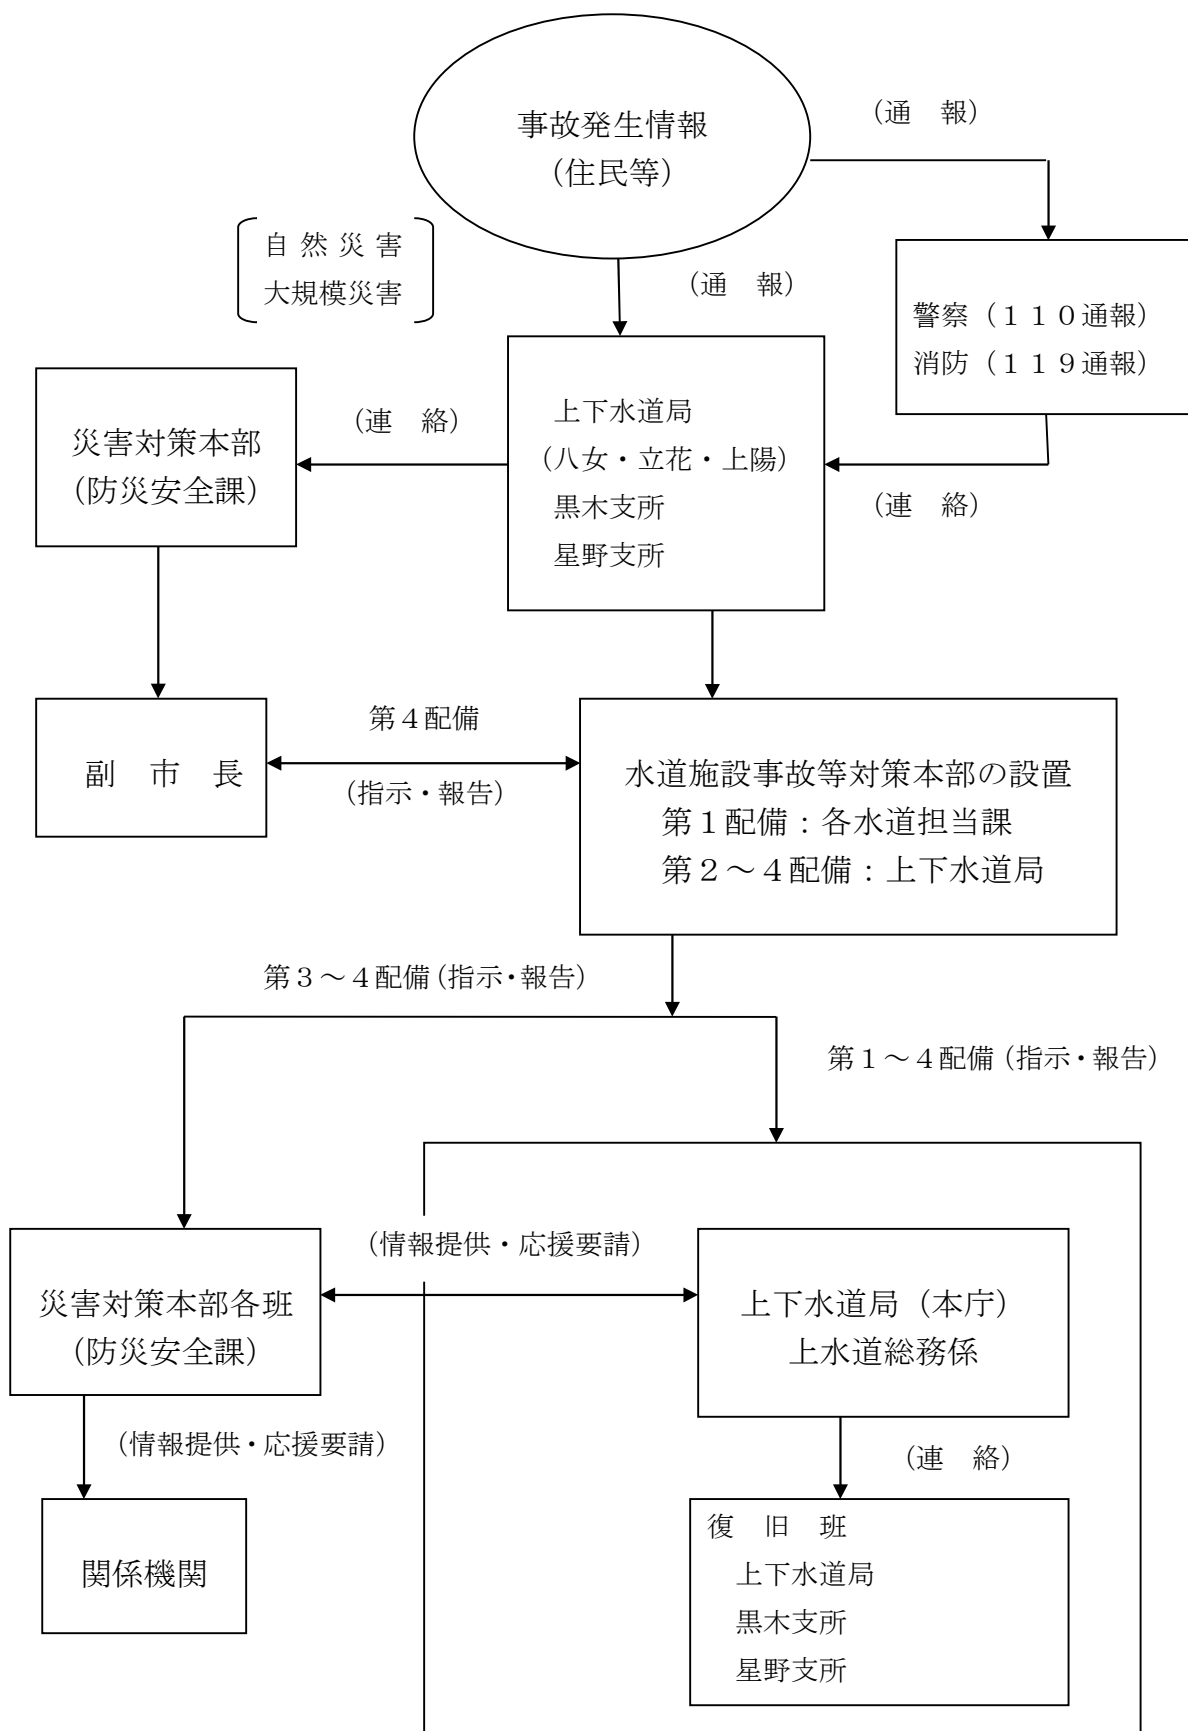 事故発生情報
（住民等）
（通　報）
自 然 災 害
大規模災害
（通　報）
警察（１１０通報）
消防（１１９通報）
災害対策本部
（防災安全課）
（連　絡）
上下水道局
（八女・立花・上陽）
黒木支所
星野支所
（連　絡）
副　市　長
第４配備
（指示・報告）
水道施設事故等対策本部の設置
第１配備：各水道担当課
第２～４配備：上下水道局
第３～４配備（指示・報告）
第１～４配備（指示・報告）
災害対策本部各班
（防災安全課）
（情報提供・応援要請）
上下水道局（本庁）
上水道総務係
（情報提供・応援要請）
（連　絡）
関係機関
復　旧　班
上下水道局
黒木支所
星野支所